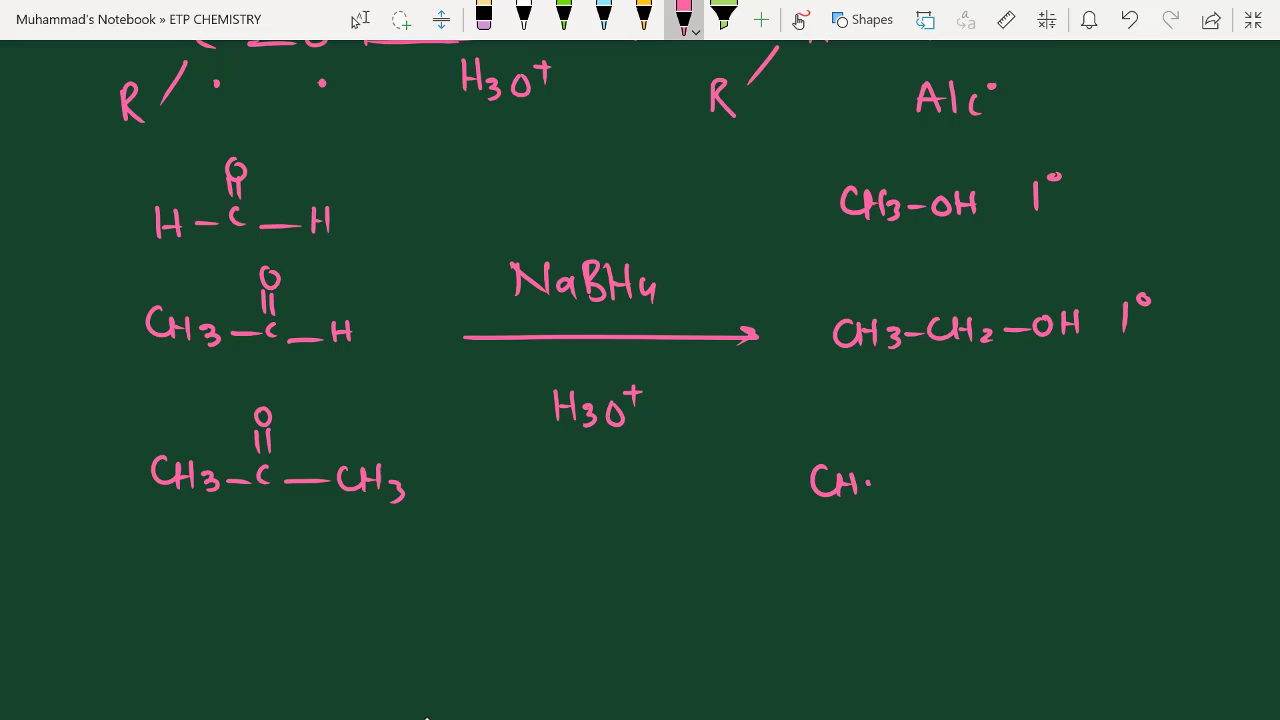 Muhammad's Notebook » ETP CHEMISTRY
Shapes
R
H3O+
R
Alc
O
H-C-H
CH3-OH 1°
O
CH3-C-H
NaBH4
CH3-CH2-OH 1°
H3O+
O
CH3-C-CH3
CH